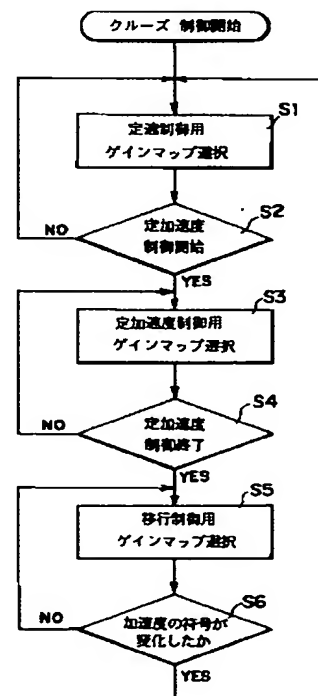 クルーズ 制御開始
S1
定速制御用
ゲインマップ選択
S2
定加速度
制御開始
NO
YES
S3
定加速度制御用
ゲインマップ選択
S4
定加速度
制御終了
NO
YES
S5
移行制御用
ゲインマップ選択
S6
加速度の符号が
変化したか
NO
YES